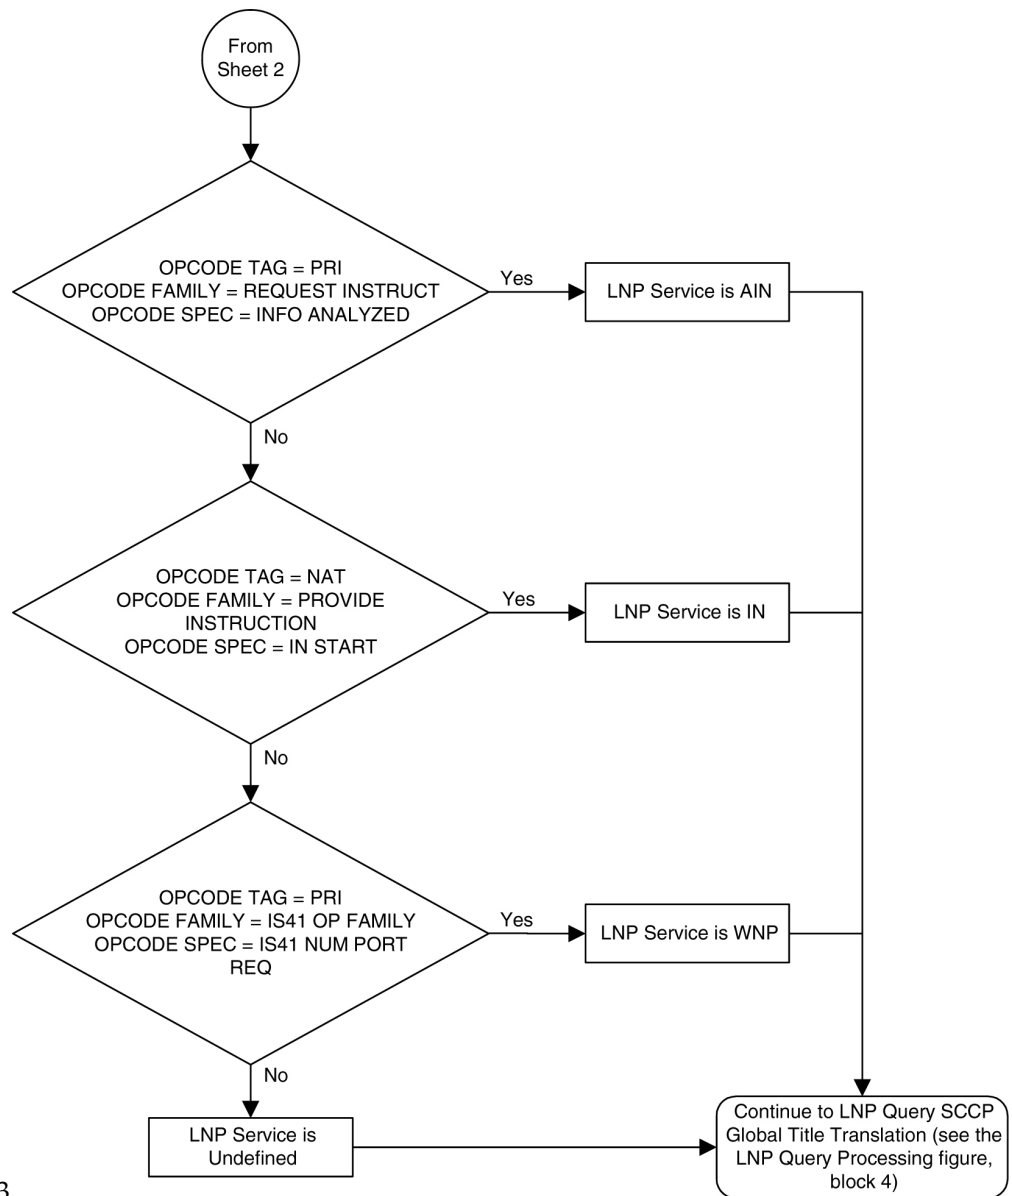 From
Sheet 2
OPCODE TAG = PRI
OPCODE FAMILY = REQUEST INSTRUCT
OPCODE SPEC = INFO ANALYZED
Yes
LNP Service is AIN
No
OPCODE TAG = NAT
OPCODE FAMILY = PROVIDE
INSTRUCTION
OPCODE SPEC = IN START
Yes
LNP Service is IN
No
OPCODE TAG = PRI
OPCODE FAMILY = IS41 OP FAMILY
OPCODE SPEC = IS41 NUM PORT
REQ
Yes
LNP Service is WNP
No
LNP Service is
Undefined
Continue to LNP Query SCCP
Global Title Translation (see the
LNP Query Processing figure,
block 4)